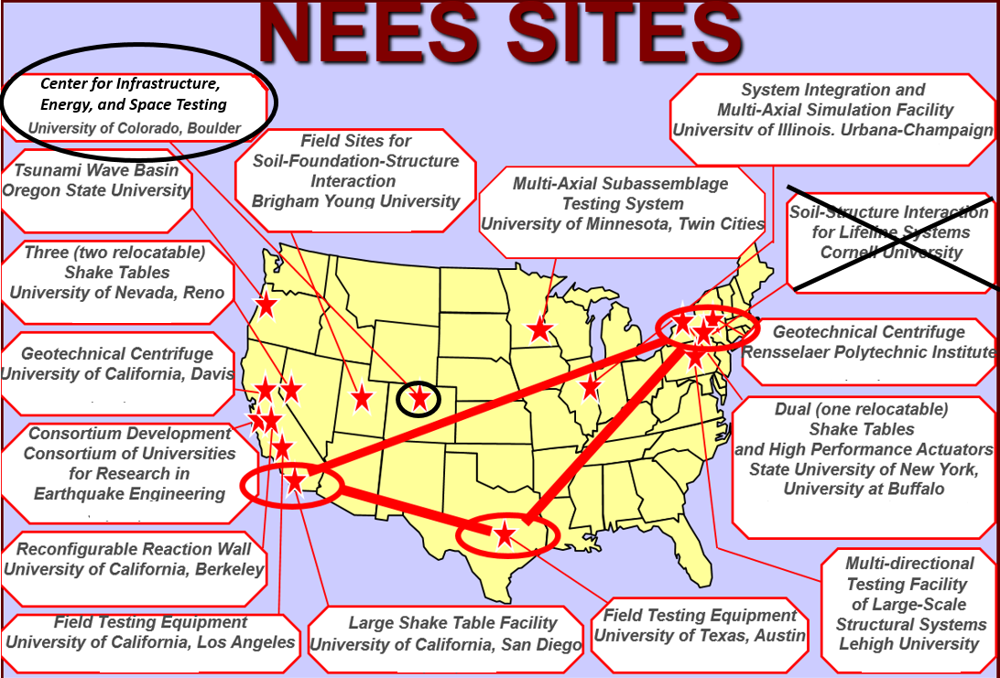 NEES SITES
Center for Infrastructure,
Energy, and Space Testing
University of Colorado, Boulder
Tsunami Wave Basin
Oregon State University
Field Sites for
Soil-Foundation-Structure
Interaction
Brigham Young University
Multi-Axial Subassemblage
Testing System
University of Minnesota, Twin Cities
System Integration and
Multi-Axial Simulation Facility
University of Illinois. Urbana-Champaign
Soil-Structure Interaction
for Lifeline Systems
Cornell University
Three (two relocatable)
Shake Tables
University of Nevada, Reno
Geotechnical Centrifuge
University of California, Davis
Geotechnical Centrifuge
Rensselaer Polytechnic Institute
Consortium Development
Consortium of Universities
for Research in
Earthquake Engineering
Dual (one relocatable)
Shake Tables
and High Performance Actuators
State University of New York,
University at Buffalo
Reconfigurable Reaction Wall
University of California, Berkeley
Field Testing Equipment
University of California, Los Angeles
Large Shake Table Facility
University of California, San Diego
Field Testing Equipment
University of Texas, Austin
Multi-directional
Testing Facility
of Large-Scale
Structural Systems
Lehigh University